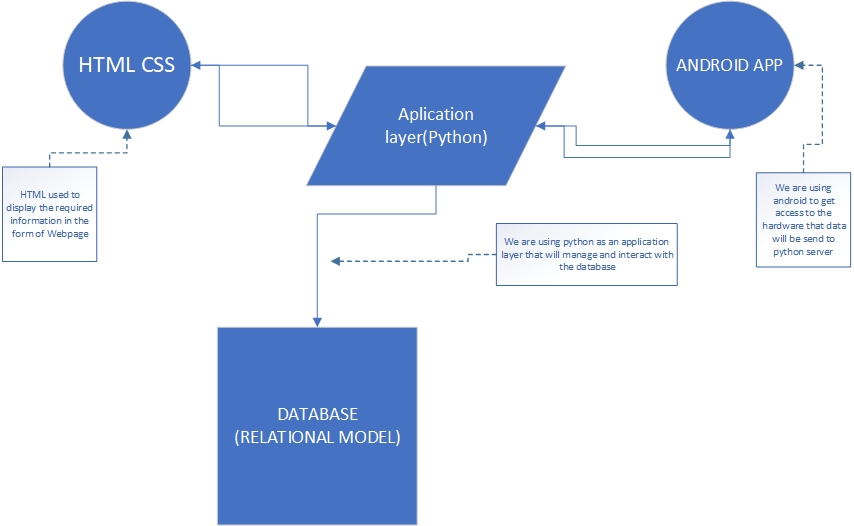 HTML CSS
ANDROID APP
Aplication
layer(Python)
HTML used to
display the required
information in the
form of Webpage
We are using
android to get
access to the
hardware that data
will be send to
python server
We are using python as an application
layer that will manage and interact with
the database
DATABASE
(RELATIONAL MODEL)